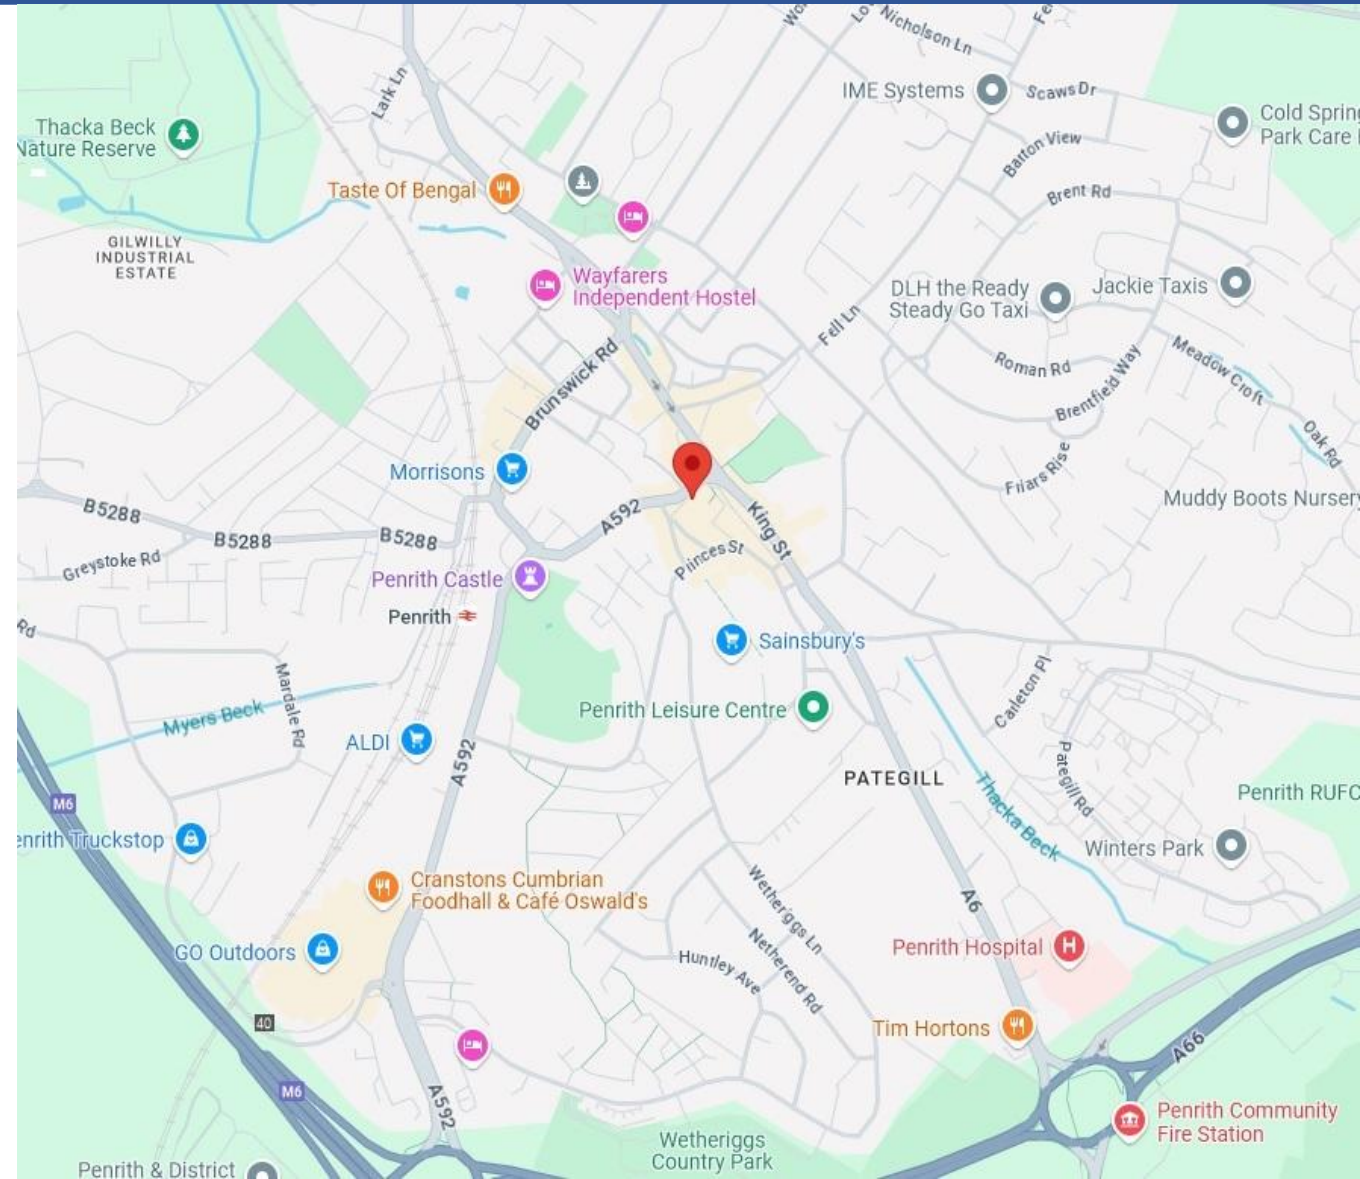 Nicholson Ln
Lark Ln
IME Systems
Scaws Dr
Cold Spring
Park Care
Thacka Beck
Nature Reserve
Barton View
Taste Of Bengal
Brent Rd
GILWILLY
INDUSTRIAL
ESTATE
Wayfarers
Independent Hostel
DLH the Ready
Steady Go Taxi
Jackie Taxis
Fell Ln
Roman Rd
Meadow Croft
Brunswick Rd
Brentfield Way
Oak Rd
Friars Rise
Morrisons
Muddy Boots Nursery
B5288
B5288
B5288
A592
King St
Greystoke Rd
Princes St
Penrith Castle
Penrith
Rd
Sainsbury's
Mardale Rd
Carleton Pl
Myers Beck
Penrith Leisure Centre
ALDI
A592
PATEGILL
Pategill Rd
Thacka Beck
Penrith RUFC
M6
enrith Truckstop
Winters Park
Cranstons Cumbrian
Foodhall & Café Oswald's
Wetheriggs Ln
A6
GO Outdoors
Netherend Rd
Huntley Ave
Penrith Hospital
40
Tim Hortons
A66
M6
A592
Penrith Community
Fire Station
Wetheriggs
Country Park
Penrith & District